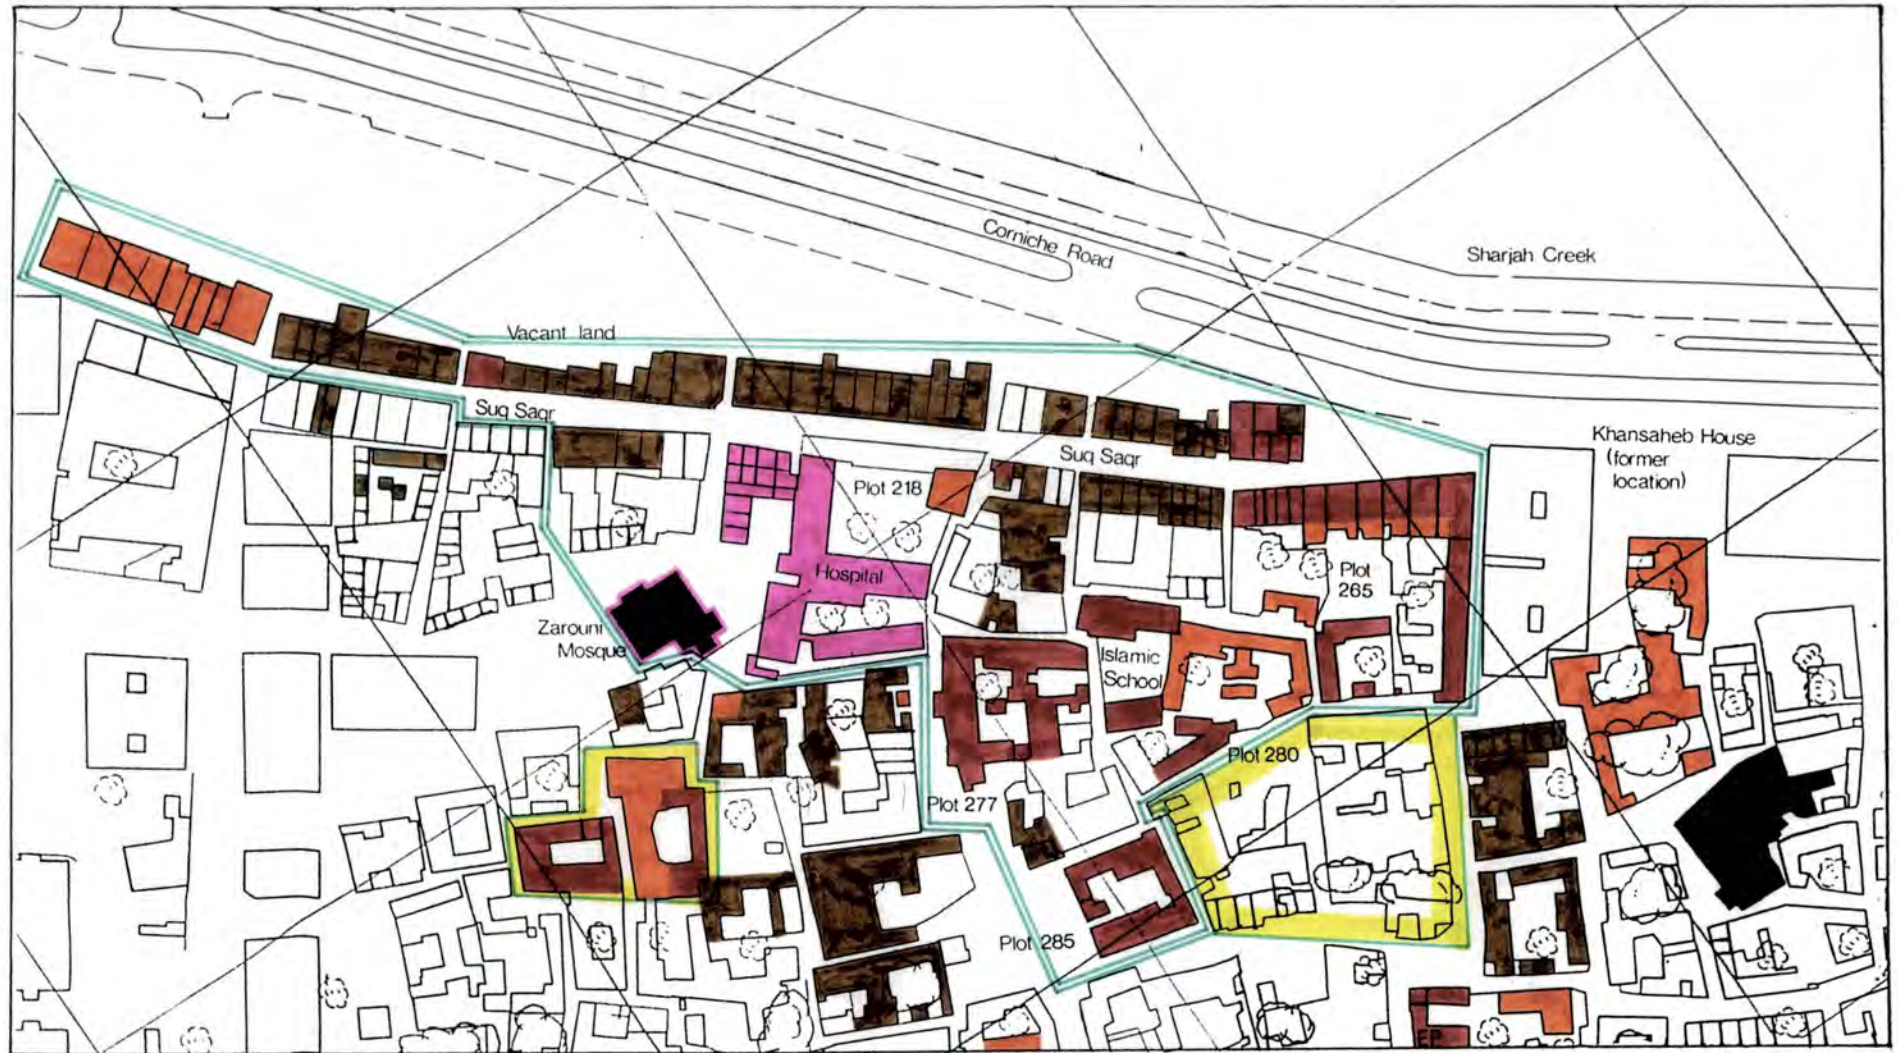 Corniche Road
Sharjah Creek
Vacant land
Suq Saqr
Suq Saqr
Khansaheb House
(former
location)
Plot 218
Hospital
Plot
265
Zarouni
Mosque
Islamic
School
Plot 280
Plot 277
Plot 285
EP